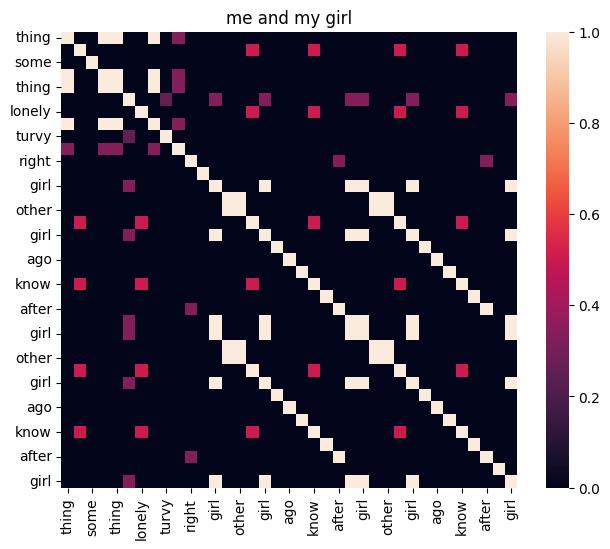 me and my girl
thing
some
thing
lonely
turvy
right
girl
other
girl
ago
know
after
girl
other
girl
ago
know
after
girl
1.0
0.8
0.6
0.4
0.2
0.0
thing
some
thing
lonely
turvy
right
girl
other
girl
ago
know
after
girl
other
girl
ago
know
after
girl